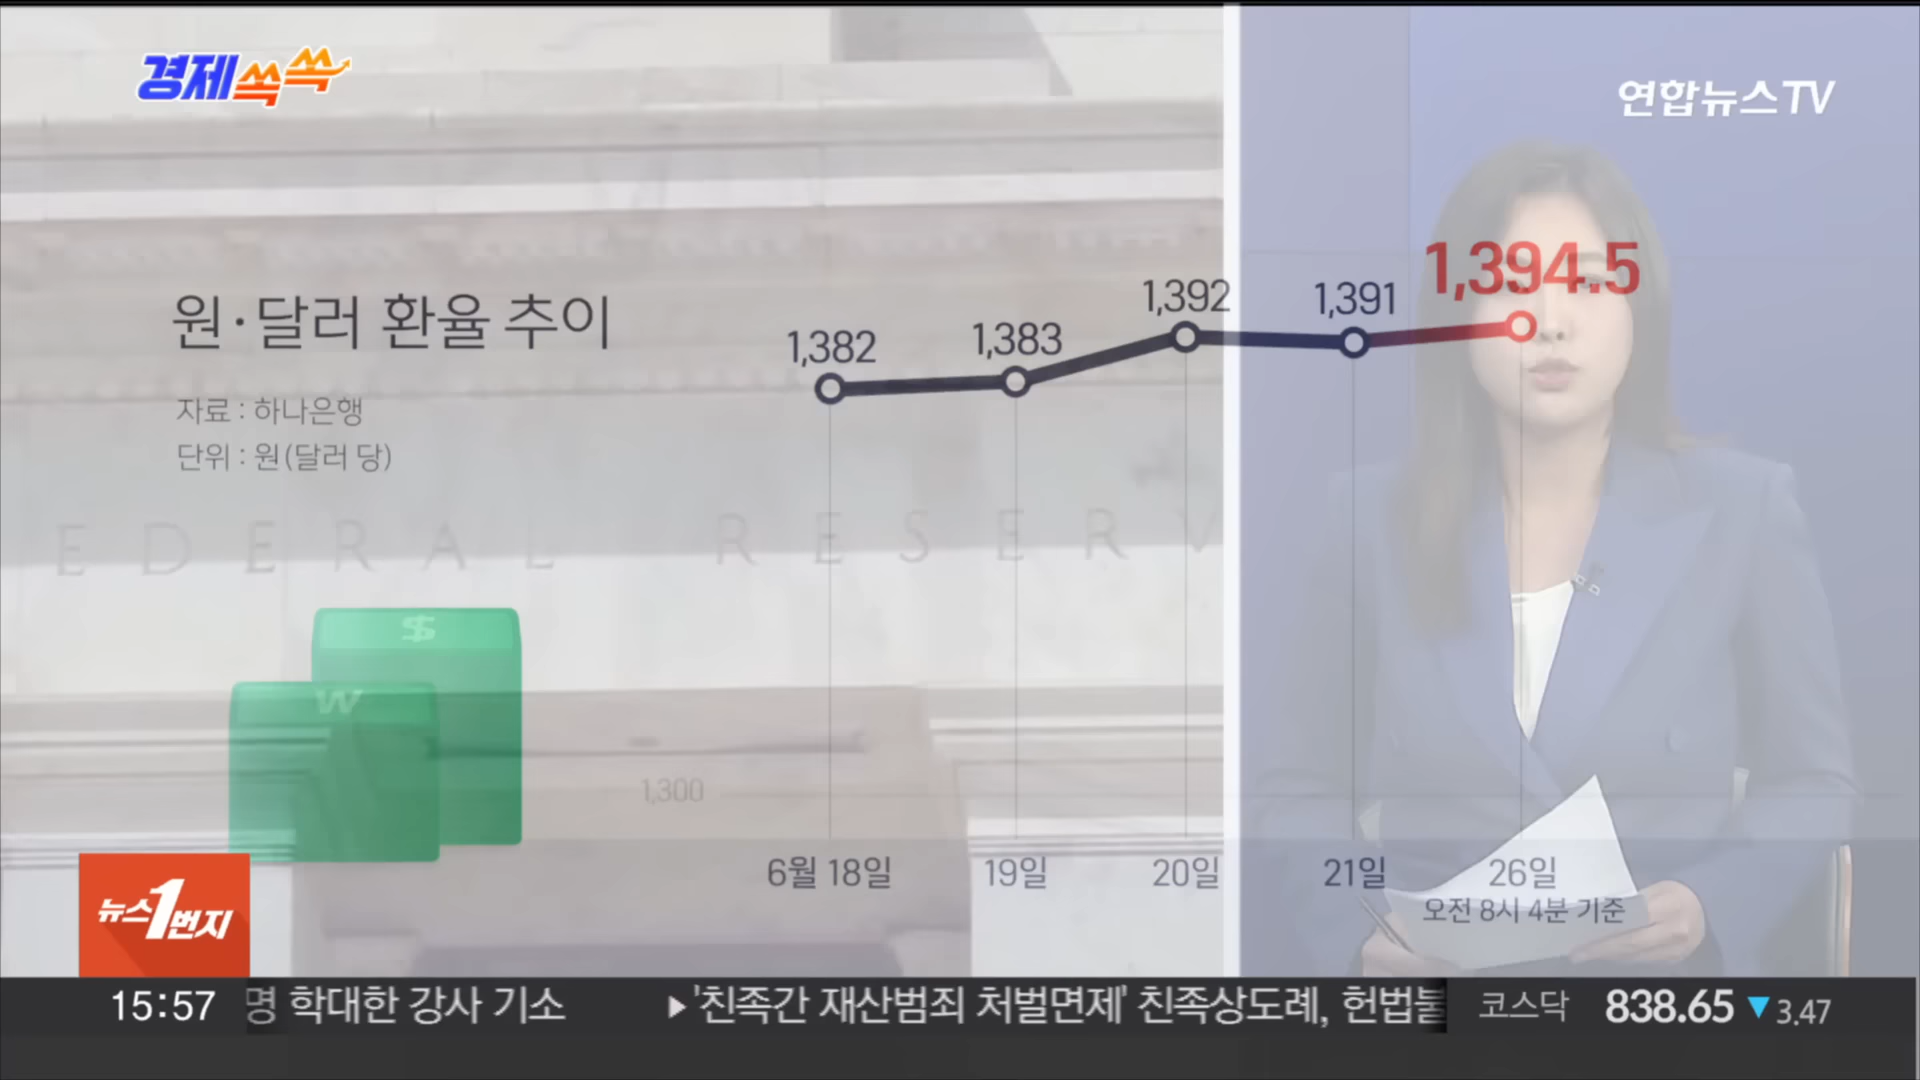 경제쏙쏙
연합뉴스TV
원·달러 환율 추이
자료 : 하나은행
단위 : 원(달러 당)
1,382
1,383
1,392
1,391
1,394.5
EDERAL RESERV
$
W
1,300
6월 18일
19일
20일
21일
26일
오전 8시 4분 기준
뉴스1번지
15:57
명 학대한 강사 기소 ▶'친족간 재산범죄 처벌면제' 친족상도례, 헌법불
코스닥 838.65 ▼3.47